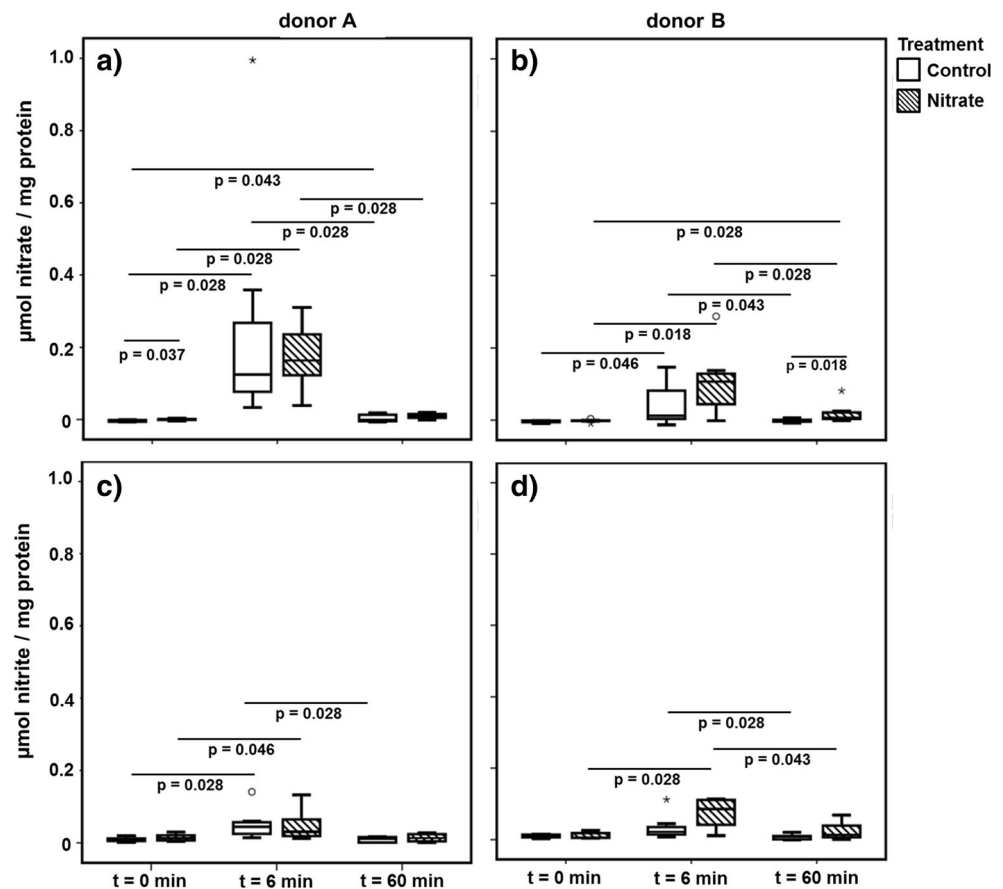 donor A
donor B
Treatment
Control
Nitrate
a)
b)
µmol nitrate / mg protein
1.0
0.8
0.6
0.4
0.2
0
p = 0.043
p = 0.028
p = 0.028
p = 0.028
p = 0.028
p = 0.037
p = 0.028
p = 0.028
p = 0.043
p = 0.018
p = 0.046
p = 0.018
c)
d)
µmol nitrite / mg protein
1.0
0.8
0.6
0.4
0.2
0
p = 0.028
p = 0.046
p = 0.028
p = 0.028
p = 0.043
p = 0.028
t = 0 min
t = 6 min
t = 60 min
t = 0 min
t = 6 min
t = 60 min